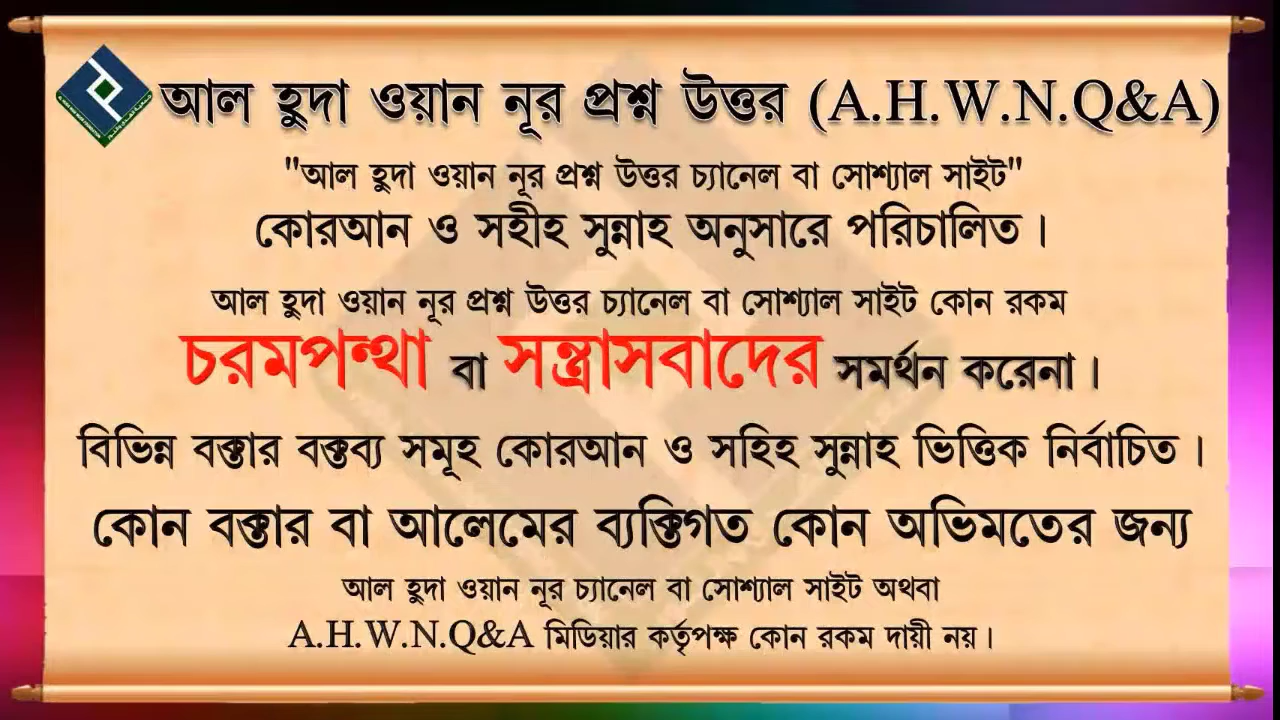 আল হুদা ওয়ান নূর প্রশ্ন উত্তর (A.H.W.N.Q&A)
"আল হুদা ওয়ান নূর প্রশ্ন উত্তর চ্যানেল বা সোশ্যাল সাইট"
কোরআন ও সহীহ সুন্নাহ অনুসারে পরিচালিত।
আল হুদা ওয়ান নূর প্রশ্ন উত্তর চ্যানেল বা সোশ্যাল সাইট কোন রকম
চরমপন্থা বা সন্ত্রাসবাদের সমর্থন করেনা।
বিভিন্ন বক্তার বক্তব্য সমূহ কোরআন ও সহিহ সুন্নাহ ভিত্তিক নির্বাচিত।
কোন বক্তার বা আলেমের ব্যক্তিগত কোন অভিমতের জন্য
আল হুদা ওয়ান নূর চ্যানেল বা সোশ্যাল সাইট অথবা
A.H.W.N.Q&A মিডিয়ার কর্তৃপক্ষ কোন রকম দায়ী নয়।